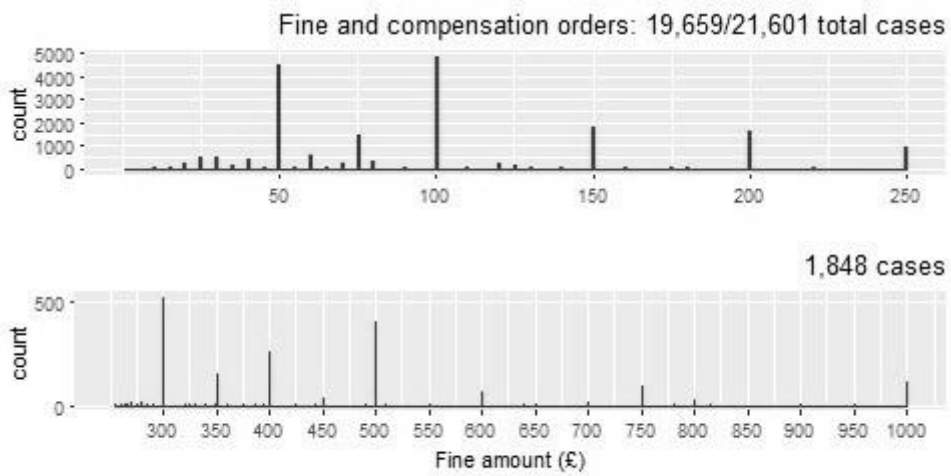 Fine and compensation orders: 19,659/21,601 total cases
5000
4000
3000
2000
1000
0
count
50 100 150 200 250
1,848 cases
500
0
count
300 350 400 450 500 550 600 650 700 750 800 850 900 950 1000
Fine amount (£)